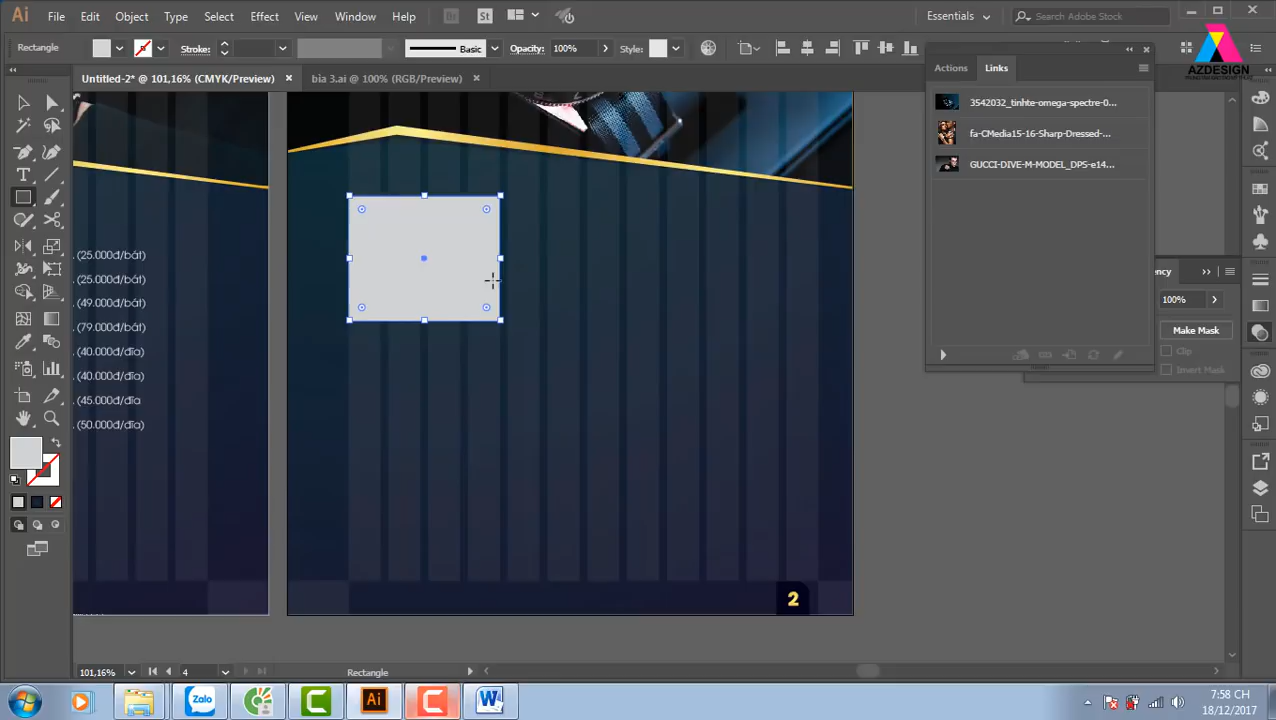 Ai File Edit Object Type Select Effect View Window Help Br St Essentials Search Adobe Stock
Rectangle Stroke: Basic Opacity: 100% Style:
AZDESIGN
Untitled-2* @ 101,16% (CMYK/Preview) × bia 3.ai @ 100% (RGB/Preview) ×
Actions Links
3542032_tinhte-omega-spectre-0...
fa-CMedia15-16-Sharp-Dressed-...
GUCCI-DIVE-M-MODEL_DPS-e14...
. (25.000đ/bát)
. (25.000đ/bát)
. (49.000đ/bát)
. (79.000đ/bát)
. (40.000đ/đĩa)
. (40.000đ/đĩa)
. (45.000đ/đĩa
. (50.000đ/đĩa)
ency
100%
Make Mask
Clip
Invert Mask
2
101,16% 4 Rectangle
Zalo Ai W
7:58 CH
18/12/2017